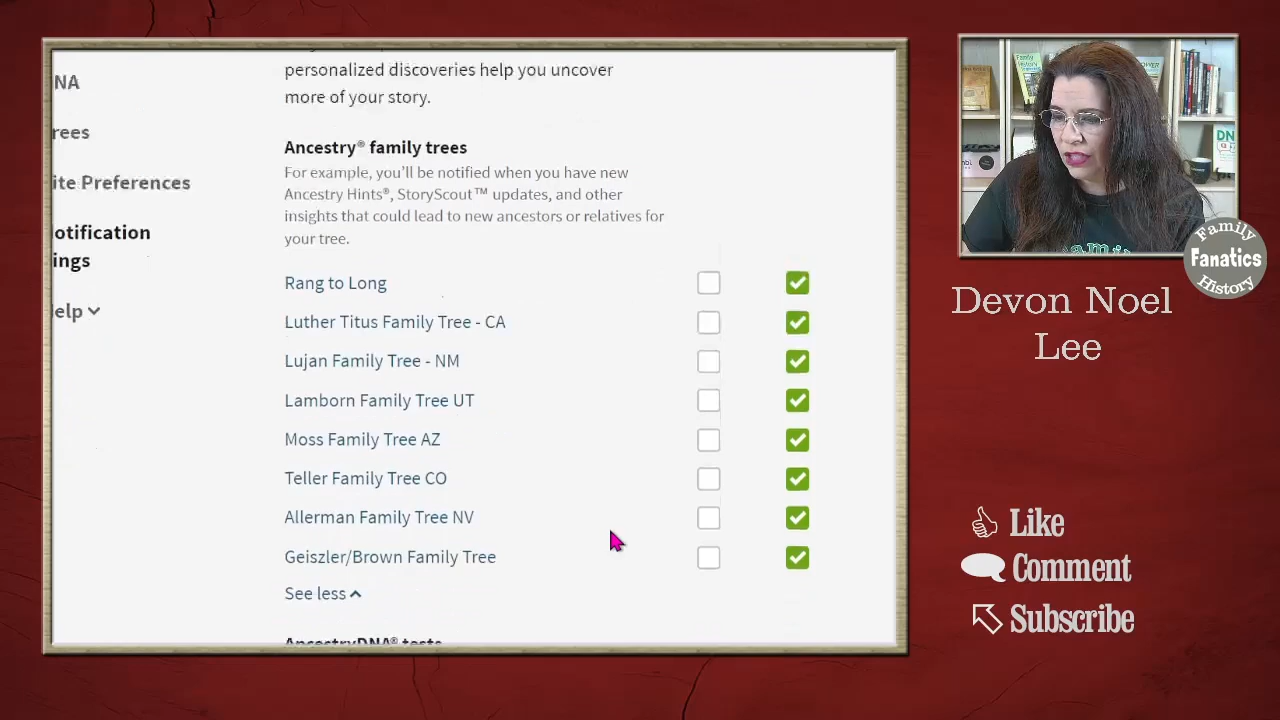 NA
rees
ite Preferences
otification
ings
elp
personalized discoveries help you uncover
more of your story.
Ancestry® family trees
For example, you’ll be notified when you have new
Ancestry Hints®, StoryScout™ updates, and other
insights that could lead to new ancestors or relatives for
your tree.
Rang to Long
Luther Titus Family Tree - CA
Lujan Family Tree - NM
Lamborn Family Tree UT
Moss Family Tree AZ
Teller Family Tree CO
Allerman Family Tree NV
Geiszler/Brown Family Tree
See less
AncestryDNA® tests
Family
Fanatics
History
Devon Noel
Lee
Like
Comment
Subscribe